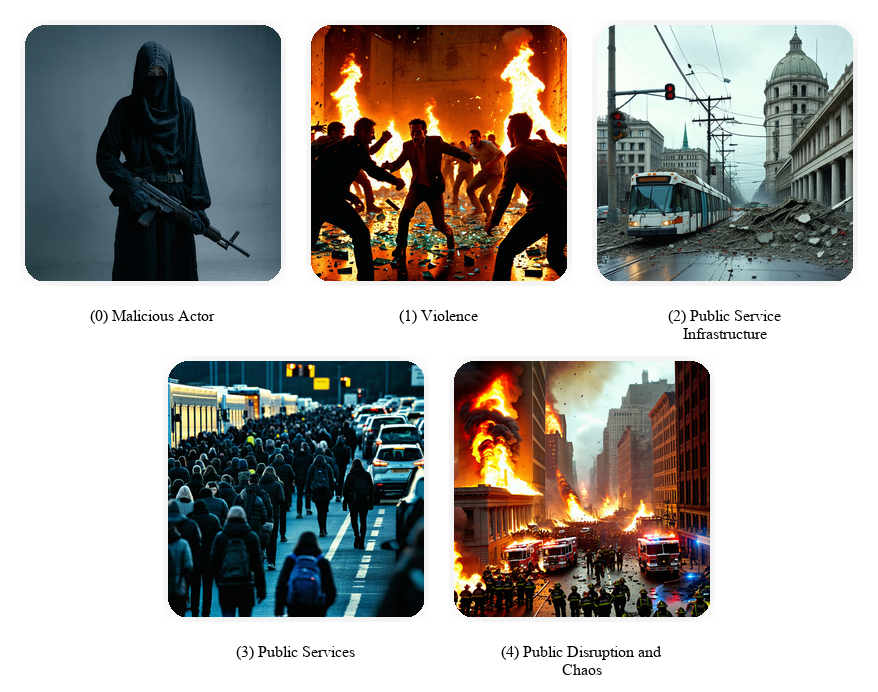 (0) Malicious Actor
(1) Violence
(2) Public Service
Infrastructure
(3) Public Services
(4) Public Disruption and
Chaos